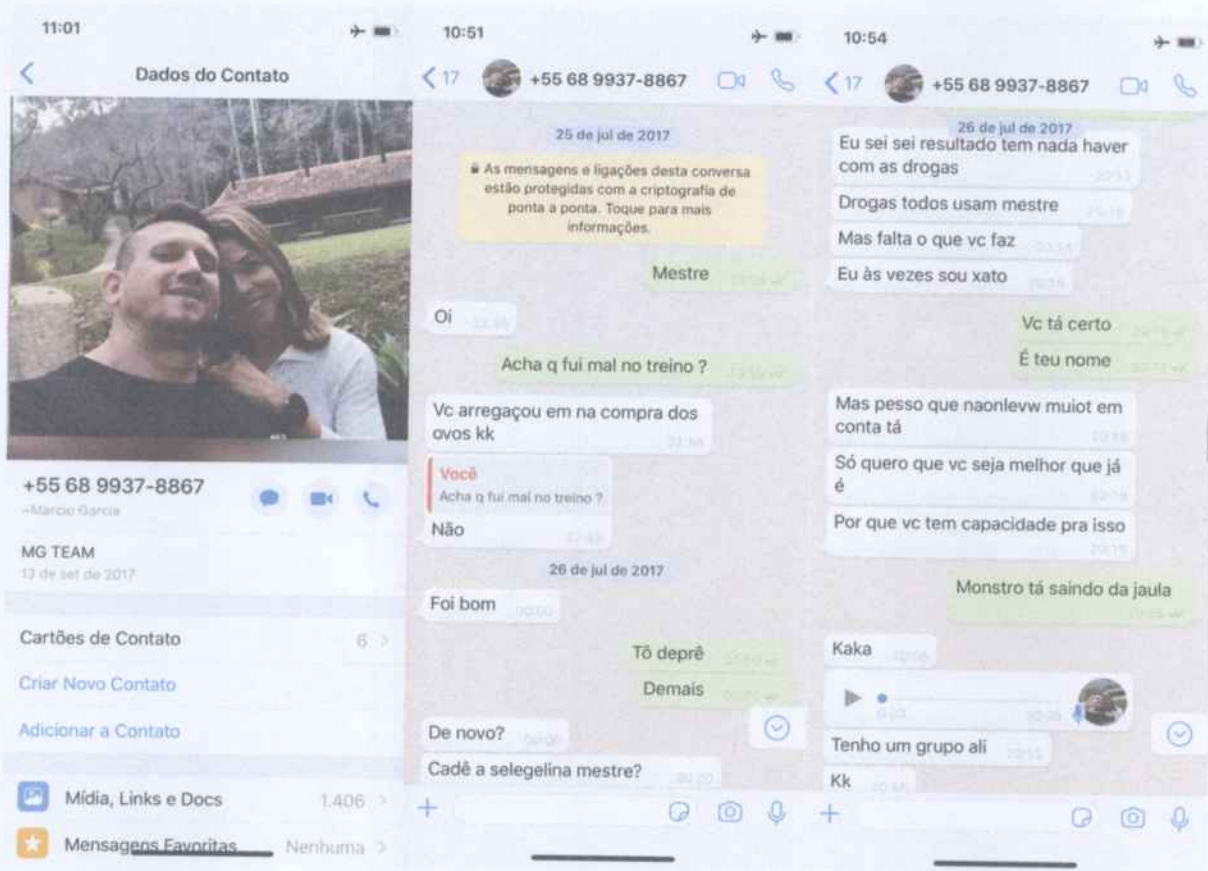 11:01
Dados do Contato
+55 68 9937-8867
~Marcio Garcia
MG TEAM
13 de set de 2017
Cartões de Contato 6
Criar Novo Contato
Adicionar a Contato
Mídia, Links e Docs 1.406
Mensagens Favoritas Nenhuma
10:51
17 +55 68 9937-8867
25 de jul de 2017
As mensagens e ligações desta conversa
estão protegidas com a criptografia de
ponta a ponta. Toque para mais
informações.
Mestre
Oi
Acha q fui mal no treino ?
Vc arregaçou em na compra dos
ovos kk
Você
Acha q fui mal no treino ?
Não
26 de jul de 2017
Foi bom
Tô deprê
Demais
De novo?
Cadê a selegelina mestre?
10:54
17 +55 68 9937-8867
26 de jul de 2017
Eu sei sei resultado tem nada haver
com as drogas
Drogas todos usam mestre
Mas falta o que vc faz
Eu às vezes sou xato
Vc tá certo
É teu nome
Mas pesso que naonlevw muiot em
conta tá
Só quero que vc seja melhor que já
é
Por que vc tem capacidade pra isso
Monstro tá saindo da jaula
Kaka
Tenho um grupo ali
Kk